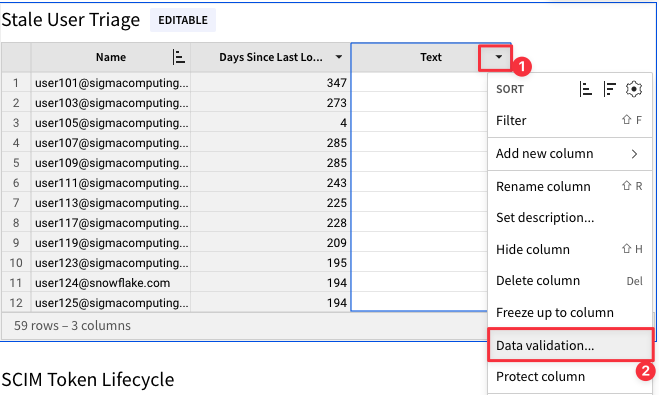 Stale User Triage EDITABLE
Name Days Since Last Lo... Text
1
1 user101@sigmacomputing... 347
2 user103@sigmacomputing... 273
3 user105@sigmacomputing... 4
4 user107@sigmacomputing... 285
5 user109@sigmacomputing... 285
6 user111@sigmacomputing... 243
7 user113@sigmacomputing... 225
8 user117@sigmacomputing... 228
9 user119@sigmacomputing... 209
10 user123@sigmacomputing... 195
11 user124@snowflake.com 194
12 user125@sigmacomputing... 194
59 rows – 3 columns
SORT
Filter ⇧ F
Add new column
Rename column ⇧ R
Set description...
Hide column ⇧ H
Delete column Del
Freeze up to column
Data validation...
2
Protect column
SCIM Token Lifecycle